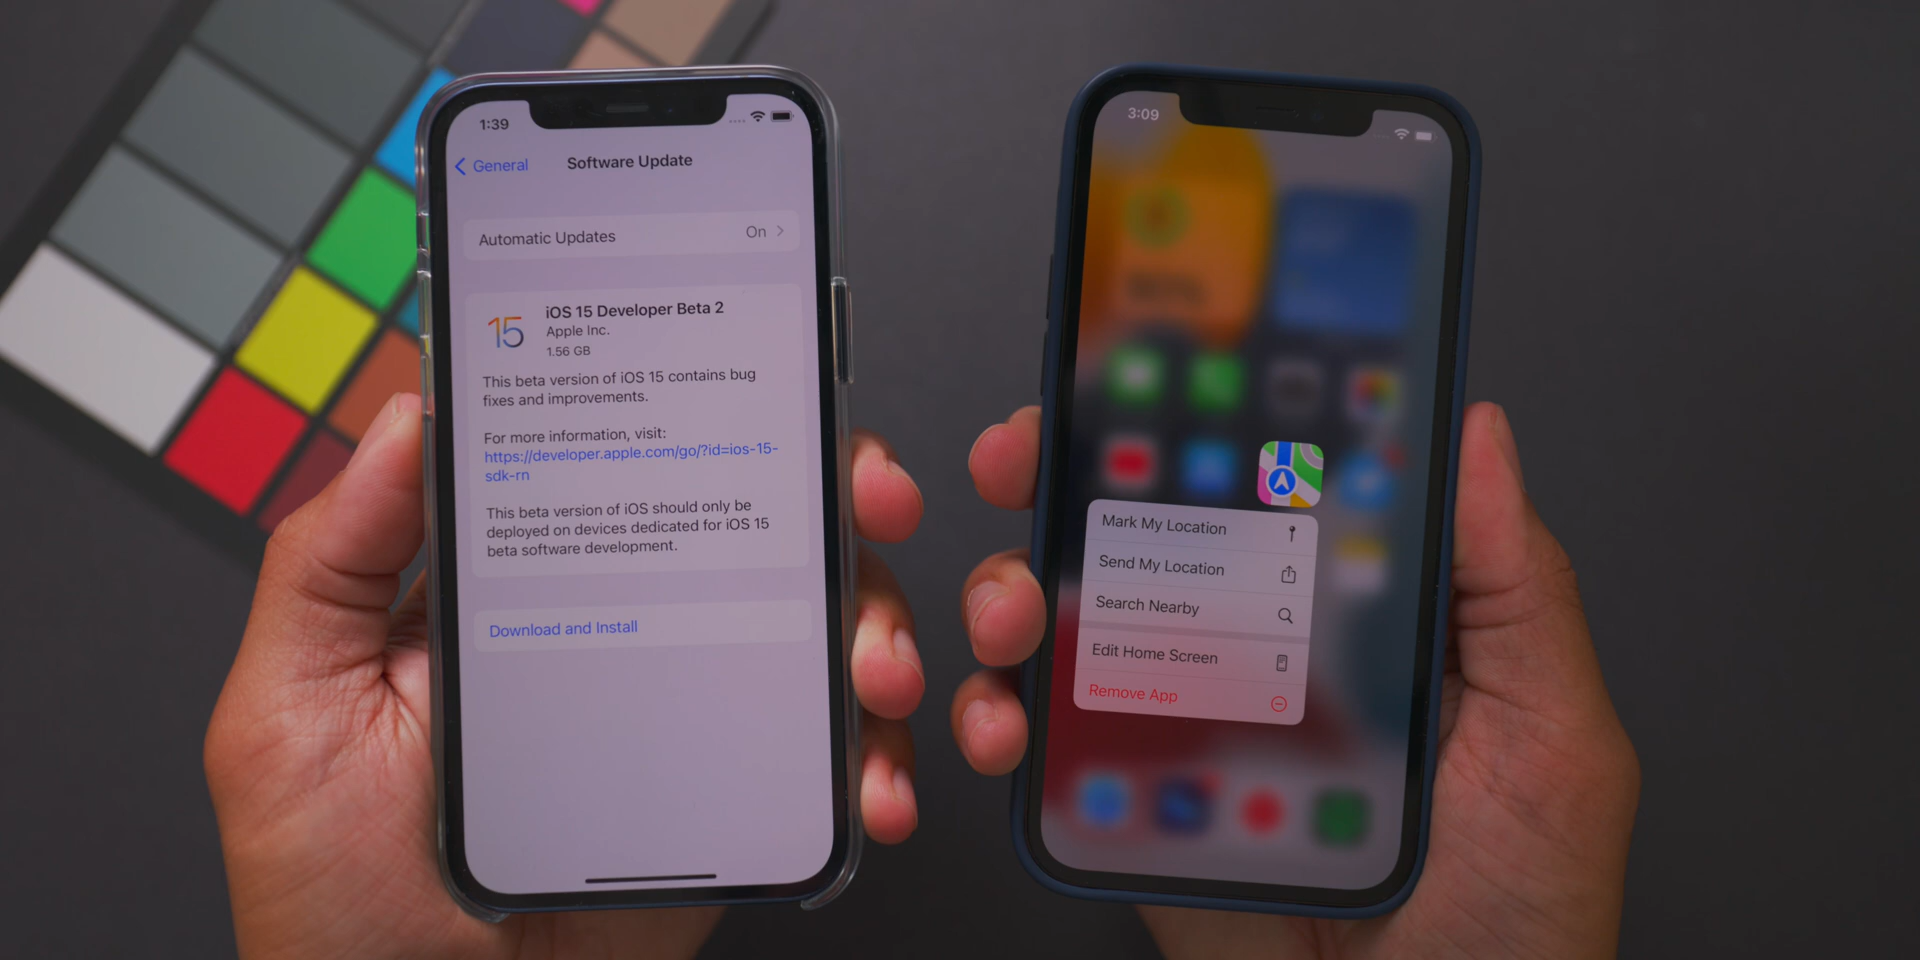 1:39
General
Software Update
Automatic Updates
On
15
iOS 15 Developer Beta 2
Apple Inc.
1.56 GB
This beta version of iOS 15 contains bug
fixes and improvements.
For more information, visit:
https://developer.apple.com/go/?id=ios-15-
sdk-rn
This beta version of iOS should only be
deployed on devices dedicated for iOS 15
beta software development.
Download and Install
3:09
Mark My Location
Send My Location
Search Nearby
Edit Home Screen
Remove App